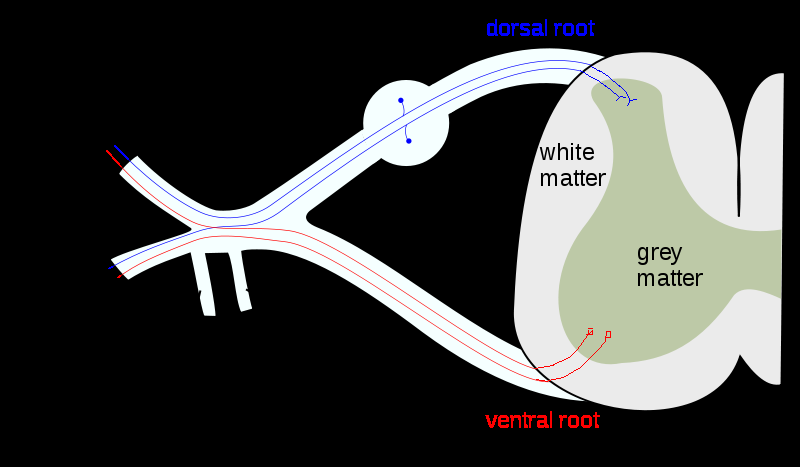 dorsal root
white
matter
grey
matter
ventral root